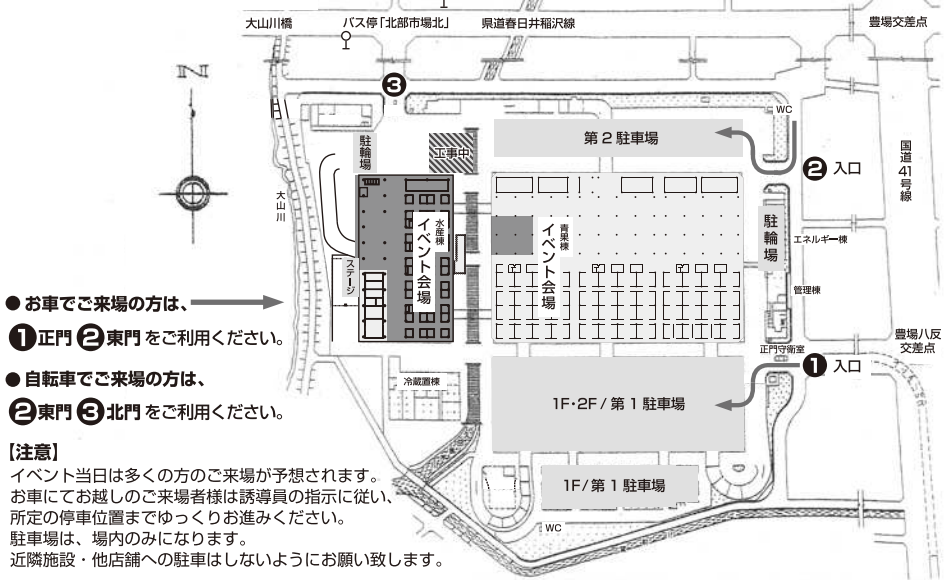 大山川橋
バス停「北部市場北」
県道春日井稲沢線
豊場交差点
N
❸
WC
駐輪場
工事中
第2駐車場
❷入口
国道41号線
大山川
水産棟
イベント会場
青果棟
イベント会場
駐輪場
エネルギー棟
ステージ
管理棟
●お車でご来場の方は、
❶正門❷東門をご利用ください。
豊場八反
交差点
正門守衛室
❶入口
●自転車でご来場の方は、
❷東門❸北門をご利用ください。
冷蔵置棟
1F・2F/第1駐車場
1F/第1駐車場
WC
【注意】
イベント当日は多くの方のご来場が予想されます。
お車にてお越しのご来場者様は誘導員の指示に従い、
所定の停車位置までゆっくりお進みください。
駐車場は、場内のみになります。
近隣施設・他店舗への駐車はしないようにお願い致します。